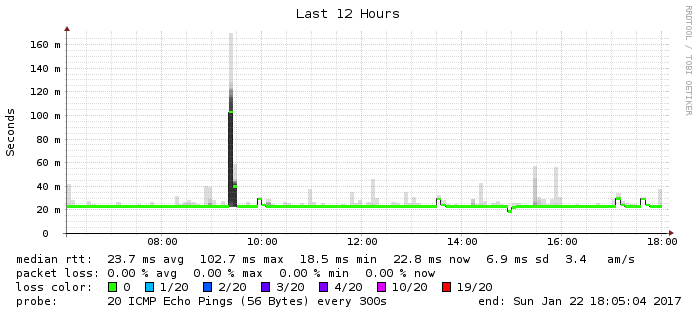 Last 12 Hours
RRDTOOL / TOBI OETIKER
Seconds
160 m
140 m
120 m
100 m
80 m
60 m
40 m
20 m
0
08:00 10:00 12:00 14:00 16:00 18:00
median rtt: 23.7 ms avg 102.7 ms max 18.5 ms min 22.8 ms now 6.9 ms sd 3.4 am/s
packet loss: 0.00 % avg 0.00 % max 0.00 % min 0.00 % now
loss color: 0 1/20 2/20 3/20 4/20 10/20 19/20
probe: 20 ICMP Echo Pings (56 Bytes) every 300s end: Sun Jan 22 18:05:04 2017